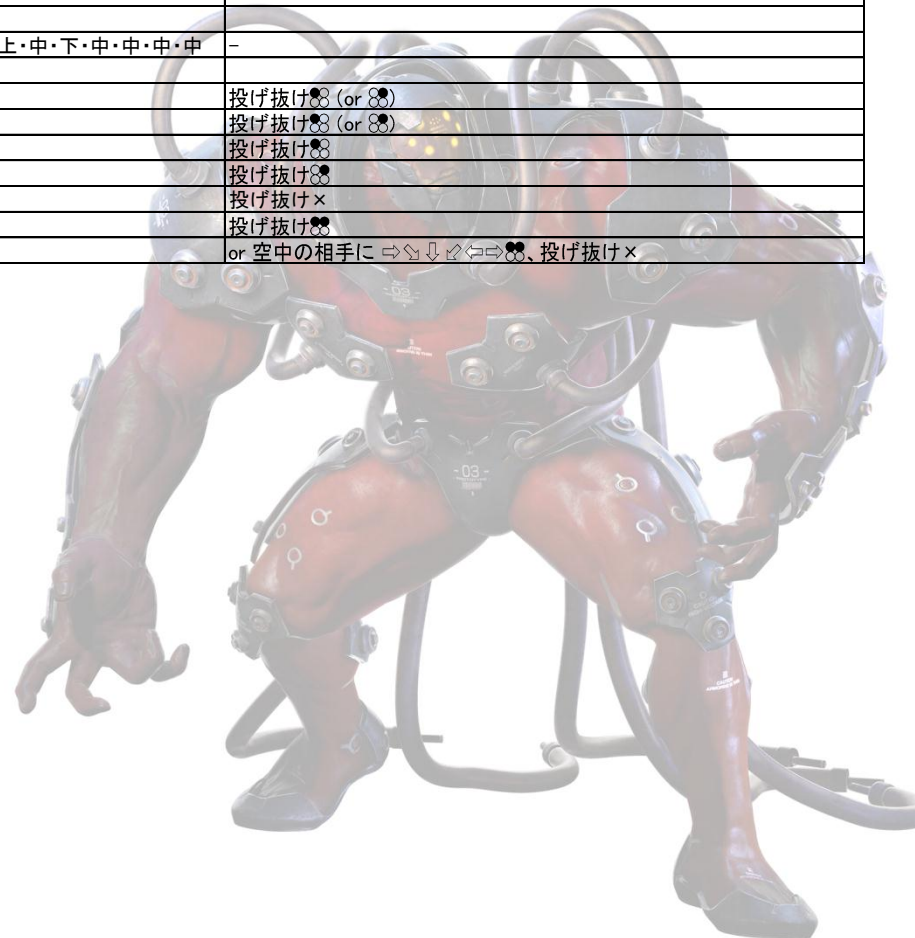 上・中・下・中・中・中・中 -
投げ抜け (or )
投げ抜け (or )
投げ抜け
投げ抜け
投げ抜け×
投げ抜け
or 空中の相手に ⇨⬂⇩⬃⇦⇨、投げ抜け×
- 03 -
- 03 -